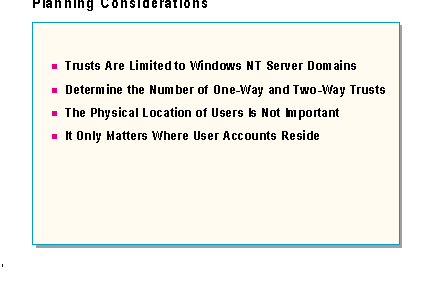 Planning Considerations
Trusts Are Limited to Windows NT Server Domains
Determine the Number of One-Way and Two-Way Trusts
The Physical Location of Users Is Not Important
It Only Matters Where User Accounts Reside